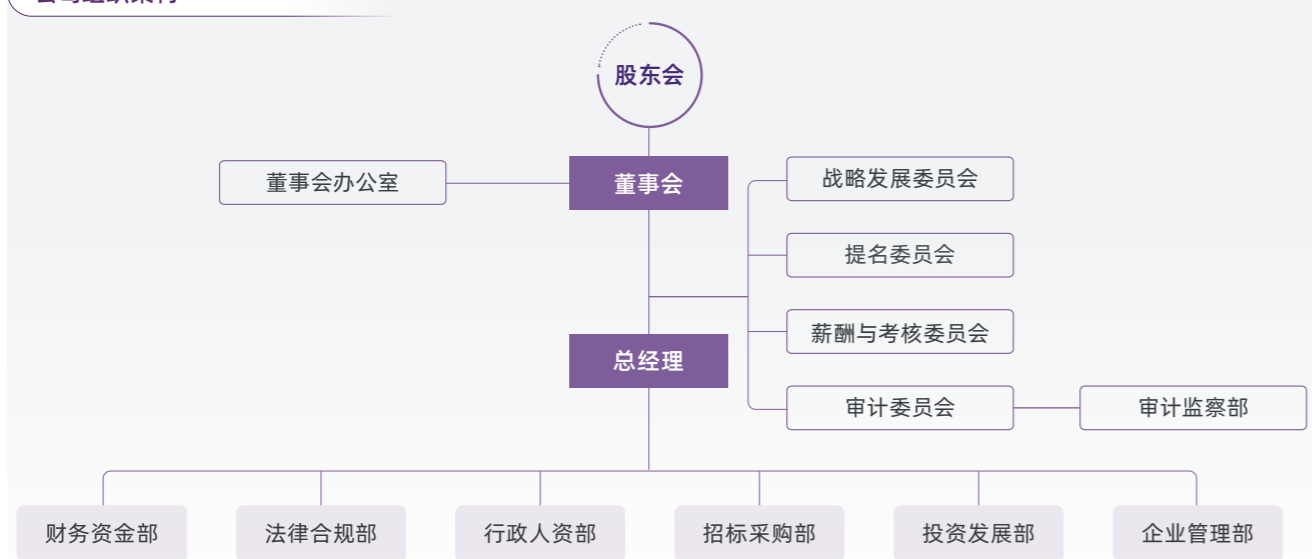 股东会
董事会办公室
董事会
战略发展委员会
提名委员会
薪酬与考核委员会
总经理
审计委员会
审计监察部
财务资金部
法律合规部
行政人资部
招标采购部
投资发展部
企业管理部